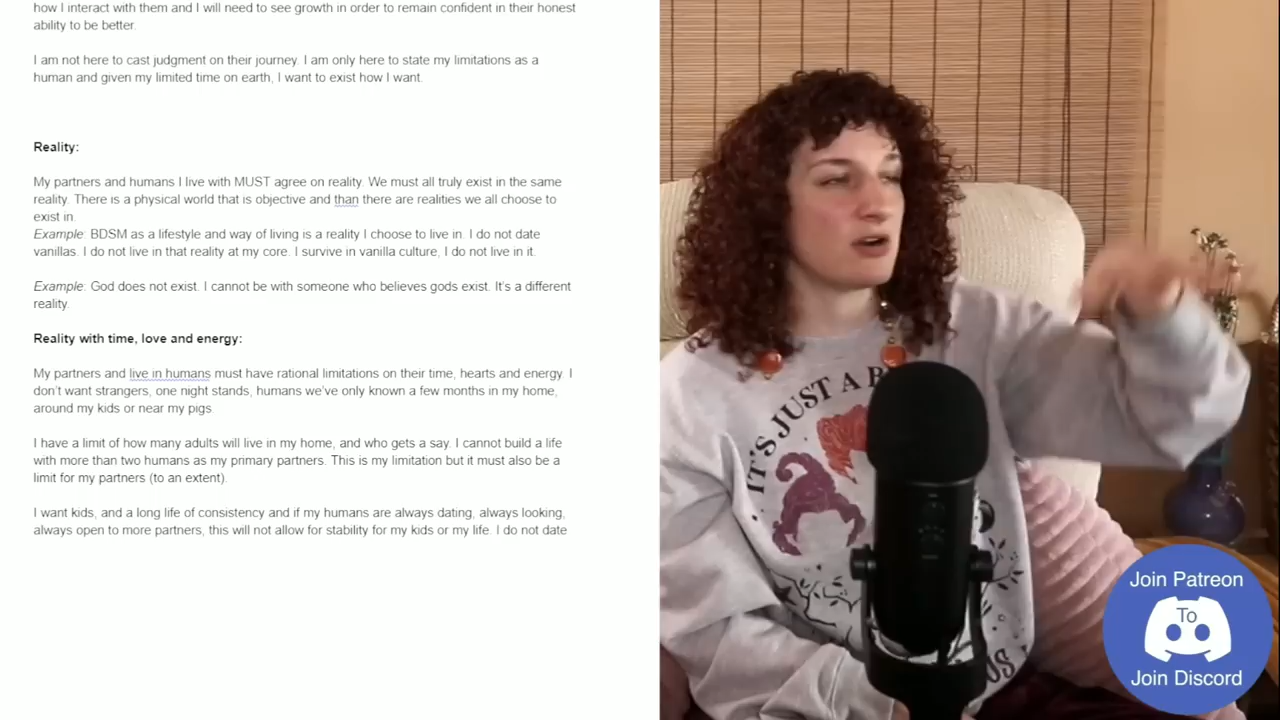 how I interact with them and I will need to see growth in order to remain confident in their honest
ability to be better.
I am not here to cast judgment on their journey. I am only here to state my limitations as a
human and given my limited time on earth, I want to exist how I want.
Reality:
My partners and humans I live with MUST agree on reality. We must all truly exist in the same
reality. There is a physical world that is objective and than there are realities we all choose to
exist in.
Example: BDSM as a lifestyle and way of living is a reality I choose to live in. I do not date
vanillas. I do not live in that reality at my core. I survive in vanilla culture, I do not live in it.
Example: God does not exist. I cannot be with someone who believes gods exist. It's a different
reality.
Reality with time, love and energy:
My partners and live in humans must have rational limitations on their time, hearts and energy. I
don't want strangers, one night stands, humans we've only known a few months in my home,
around my kids or near my pigs
I have a limit of how many adults will live in my home, and who gets a say. I cannot build a life
with more than two humans as my primary partners. This is my limitation but it must also be a
limit for my partners (to an extent).
I want kids, and a long life of consistency and if my humans are always dating, always looking,
always open to more partners, this will not allow for stability for my kids or my life. I do not date
IT'S JUST A
Join Patreon
To
Join Discord